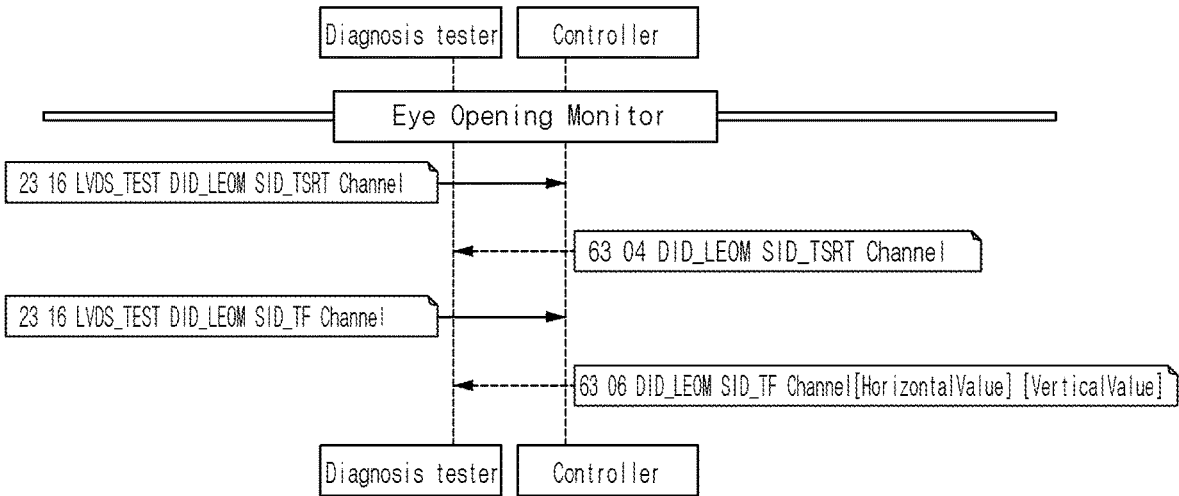 Diagnosis tester
Controller
Eye Opening Monitor
23 16 LVDS_TEST DID_LEOM SID_TSRT Channel
63 04 DID_LEOM SID_TSRT Channel
23 16 LVDS_TEST DID_LEOM SID_TF Channel
63 06 DID_LEOM SID_TF Channel[HorizontalValue] [VerticalValue]
Diagnosis tester
Controller